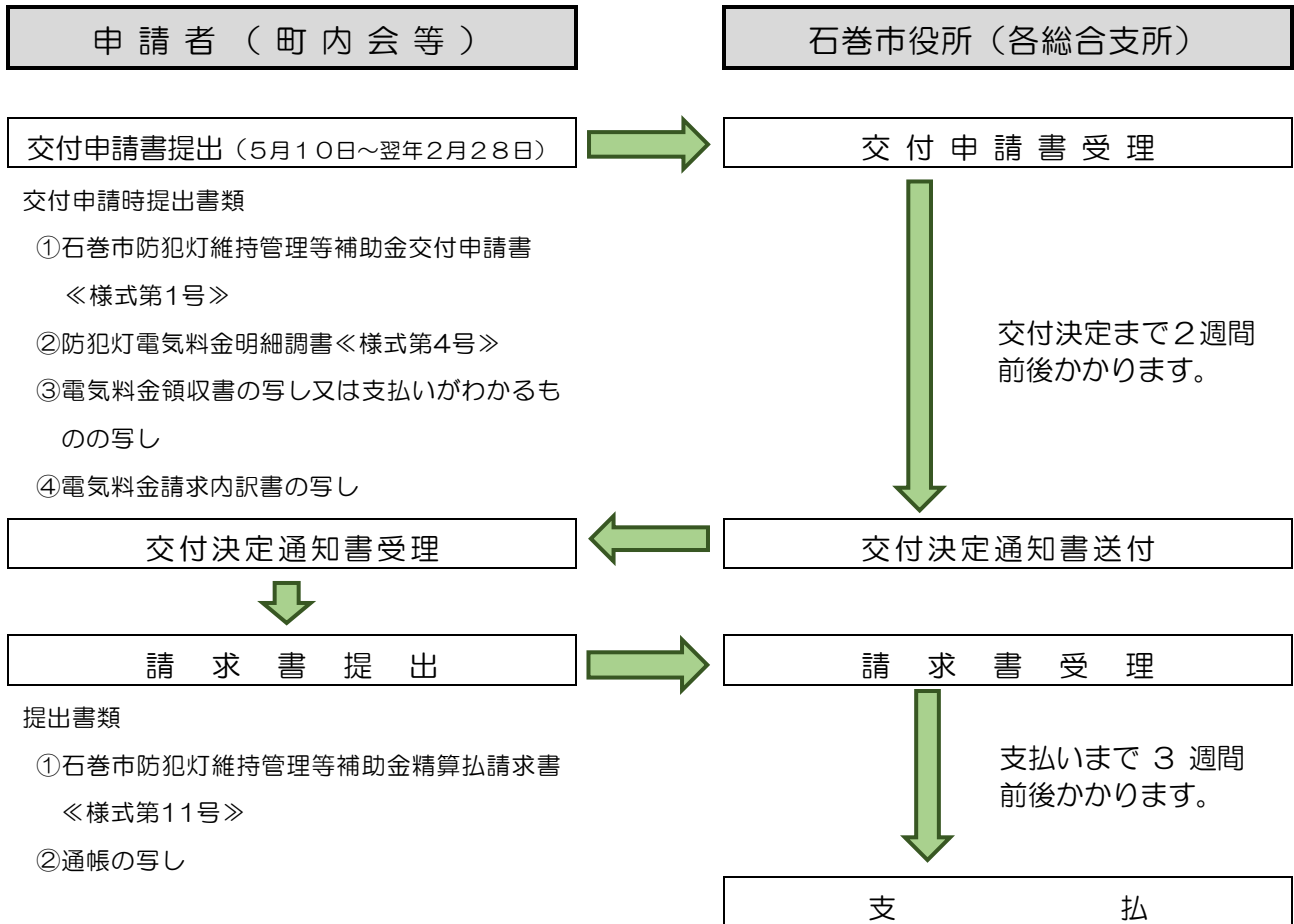 申請者（町内会等）
石巻市役所（各総合支所）
交付申請書提出（５月１０日～翌年２月２８日）
交付申請書受理
交付申請時提出書類
①石巻市防犯灯維持管理等補助金交付申請書
≪様式第1号≫
②防犯灯電気料金明細調書≪様式第4号≫
③電気料金領収書の写し又は支払いがわかるも
のの写し
④電気料金請求内訳書の写し
交付決定まで２週間
前後かかります。
交付決定通知書受理
交付決定通知書送付
請求書提出
請求書受理
提出書類
①石巻市防犯灯維持管理等補助金精算払請求書
≪様式第11号≫
②通帳の写し
支払いまで ３ 週間
前後かかります。
支払